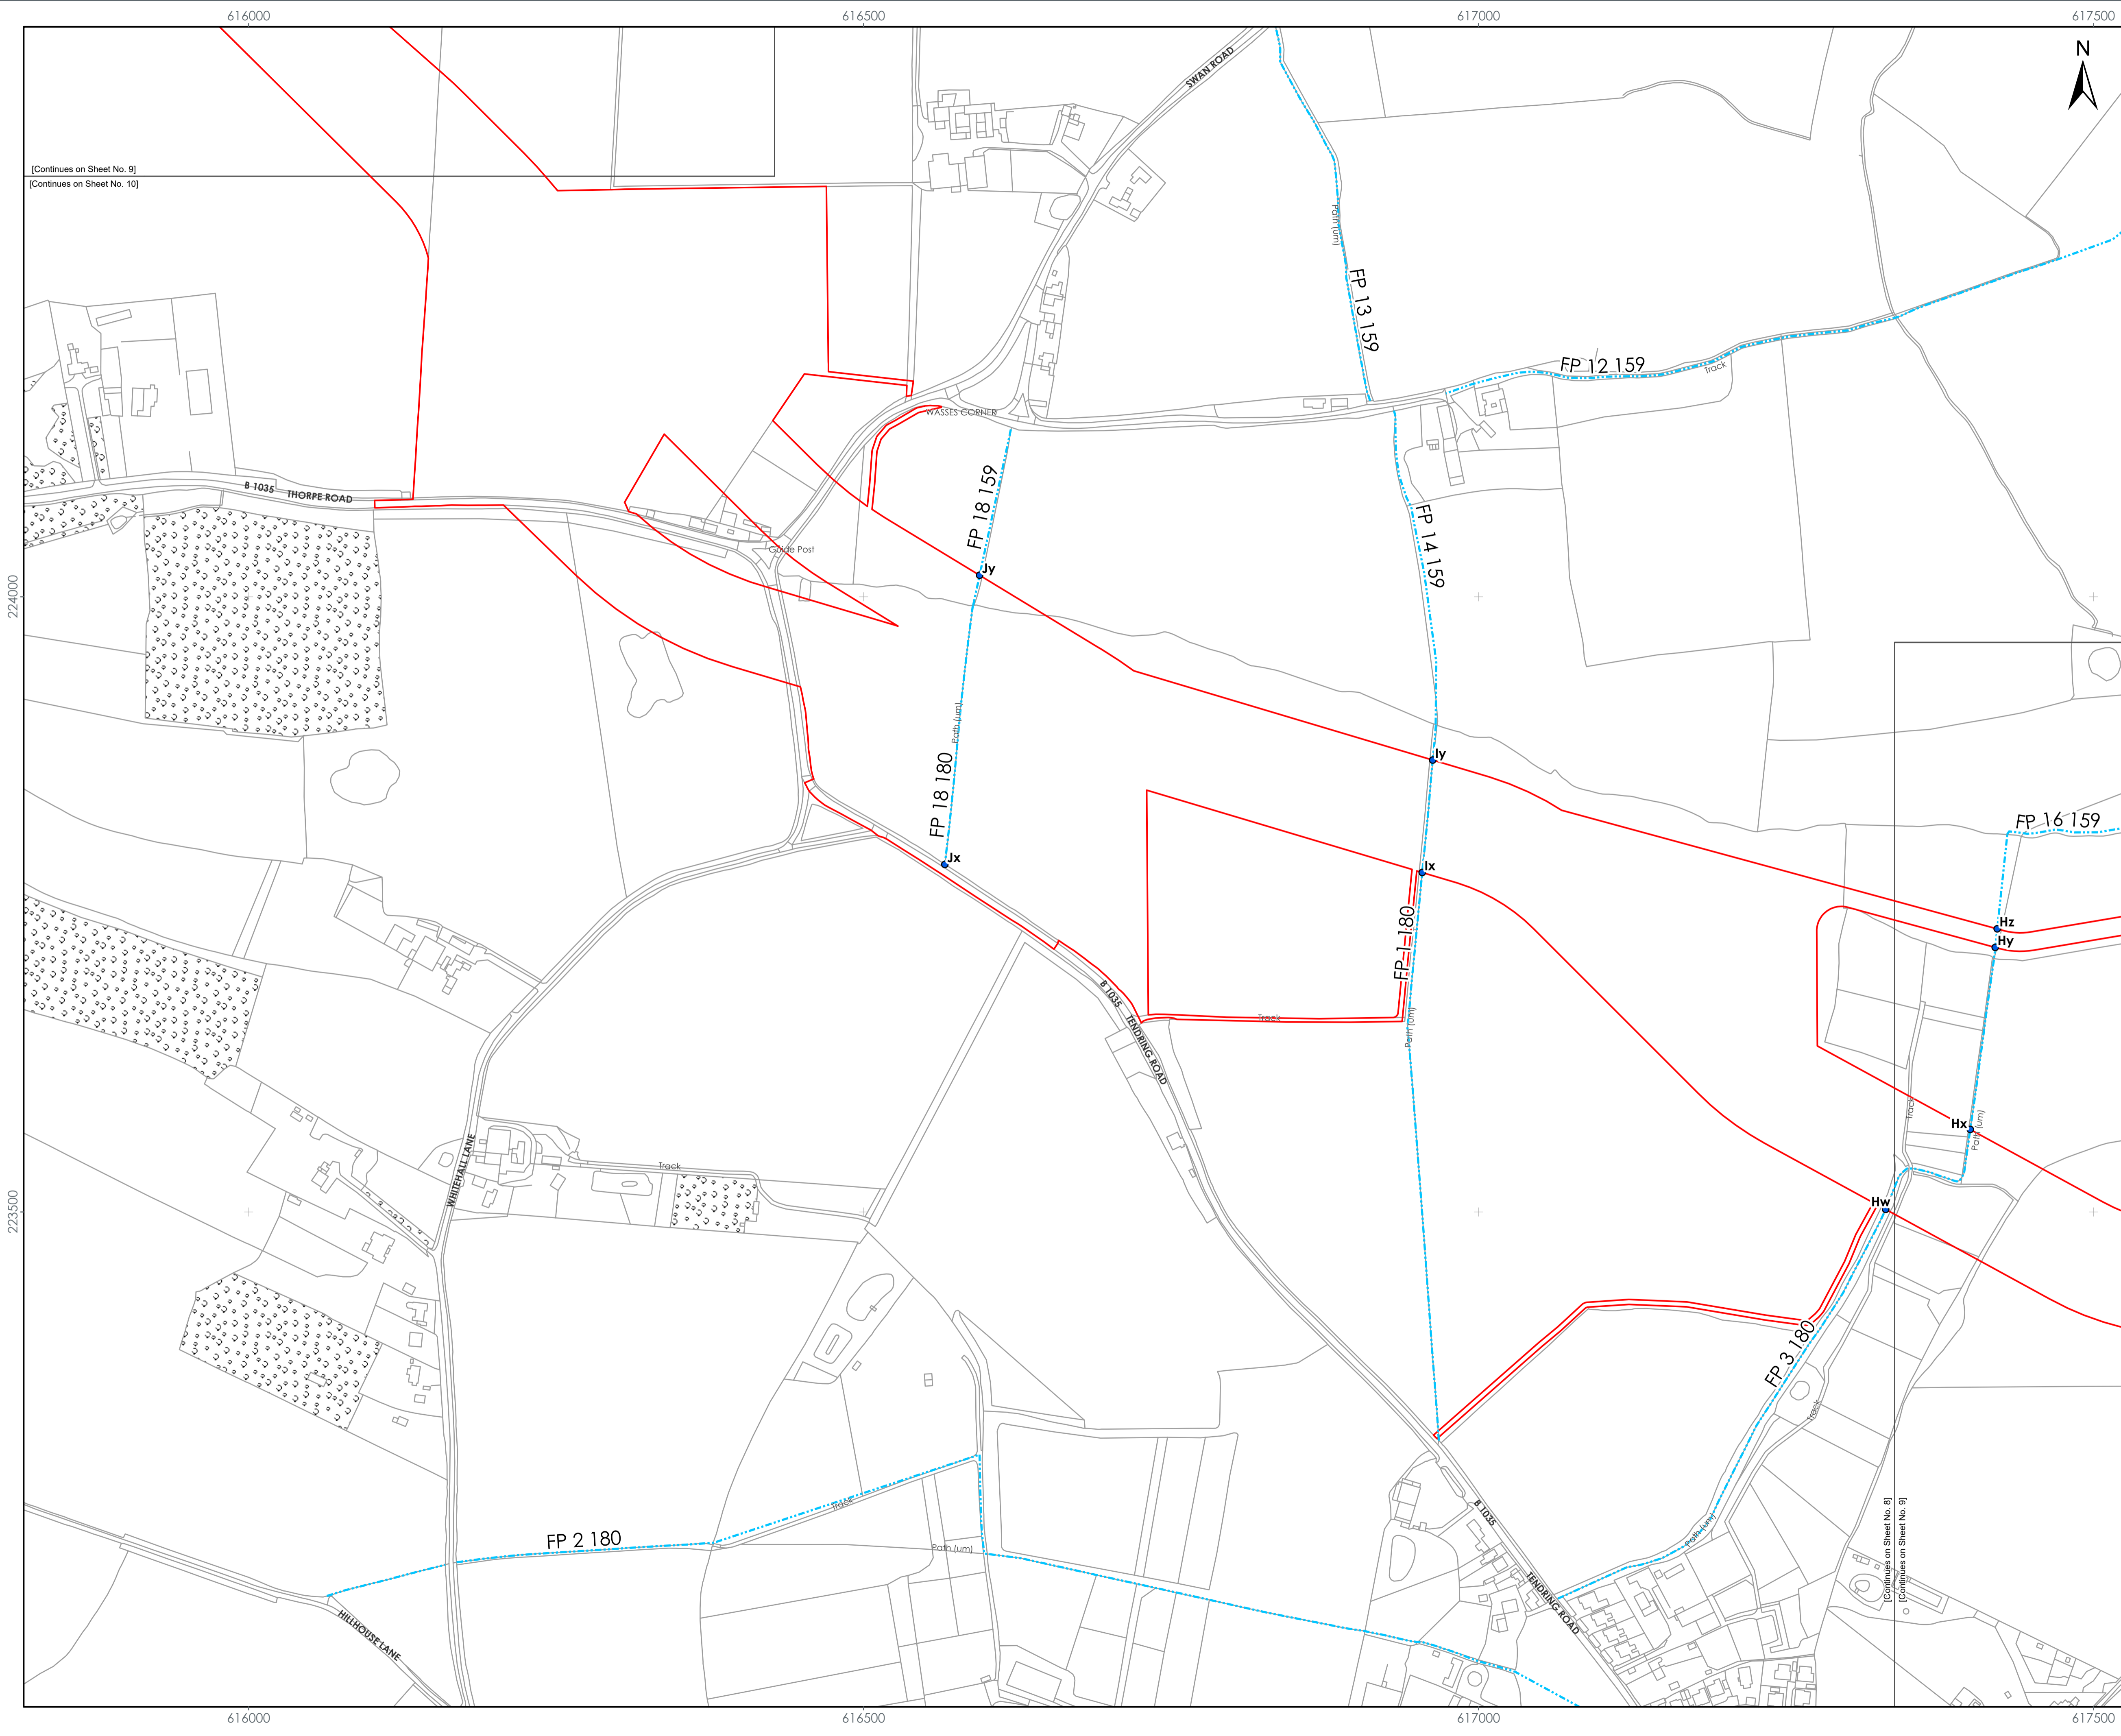 616000
616500
617000
617500
N
SWAN ROAD
[Continues on Sheet No. 9]
[Continues on Sheet No. 10]
Path (um)
FP 13 159
FP 12 159
Track
WASSES CORNER
B 1035
THORPE ROAD
FP 18 159
Guide Post
FP 14 159
Jy
224000
Path (um)
Iy
FP 18 180
FP 16 159
Jx
Ix
FP 1 180
Hz
Hy
B 1035
Track
TENDRING ROAD
Path (um)
Track
Hx
Path (um)
WHITEHALL LANE
Track
Hw
223500
FP 3 180
Track
Track
B 1035
[Continues on Sheet No. 8]
[Continues on Sheet No. 9]
FP 2 180
Path (um)
Path (um)
TENDRING ROAD
HILLHOUSE LANE
616000
616500
617000
617500